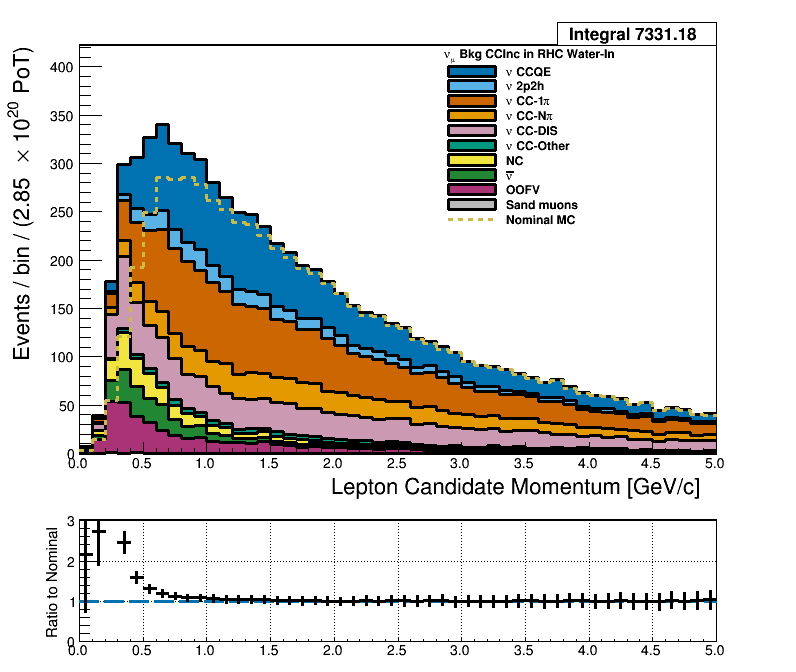 Integral 7331.18
ν μ Bkg CCInc in RHC Water-In
ν CCQE
ν 2p2h
ν CC-1π
ν CC-Nπ
ν CC-DIS
ν CC-Other
NC
ν̅
OOFV
Sand muons
Nominal MC
Events / bin / (2.85 × 10^20 PoT)
400
350
300
250
200
150
100
50
0
0.0 0.5 1.0 1.5 2.0 2.5 3.0 3.5 4.0 4.5 5.0
Lepton Candidate Momentum [GeV/c]
Ratio to Nominal
3
2
1
0
0.0 0.5 1.0 1.5 2.0 2.5 3.0 3.5 4.0 4.5 5.0